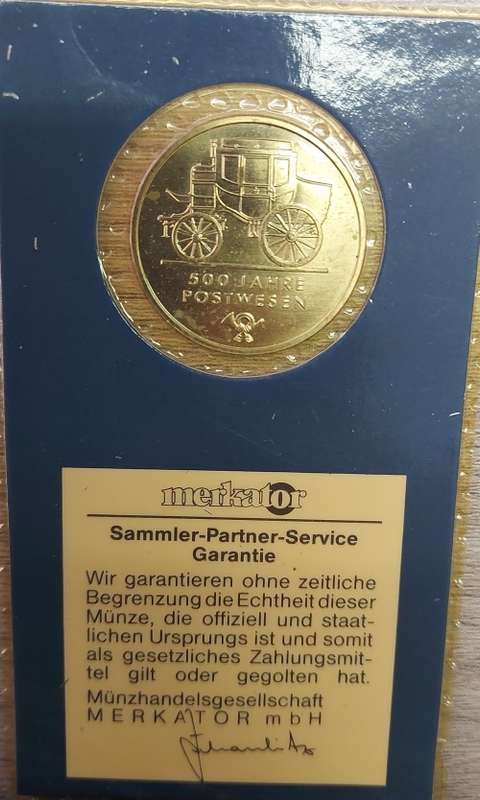 500 JAHRE
POSTWESEN
merkator
Sammler-Partner-Service
Garantie
Wir garantieren ohne zeitliche
Begrenzung die Echtheit dieser
Münze, die offiziell und staat-
lichen Ursprungs ist und somit
als gesetzliches Zahlungsmit-
tel gilt oder gegolten hat.
Münzhandelsgesellschaft
MERKATOR mbH